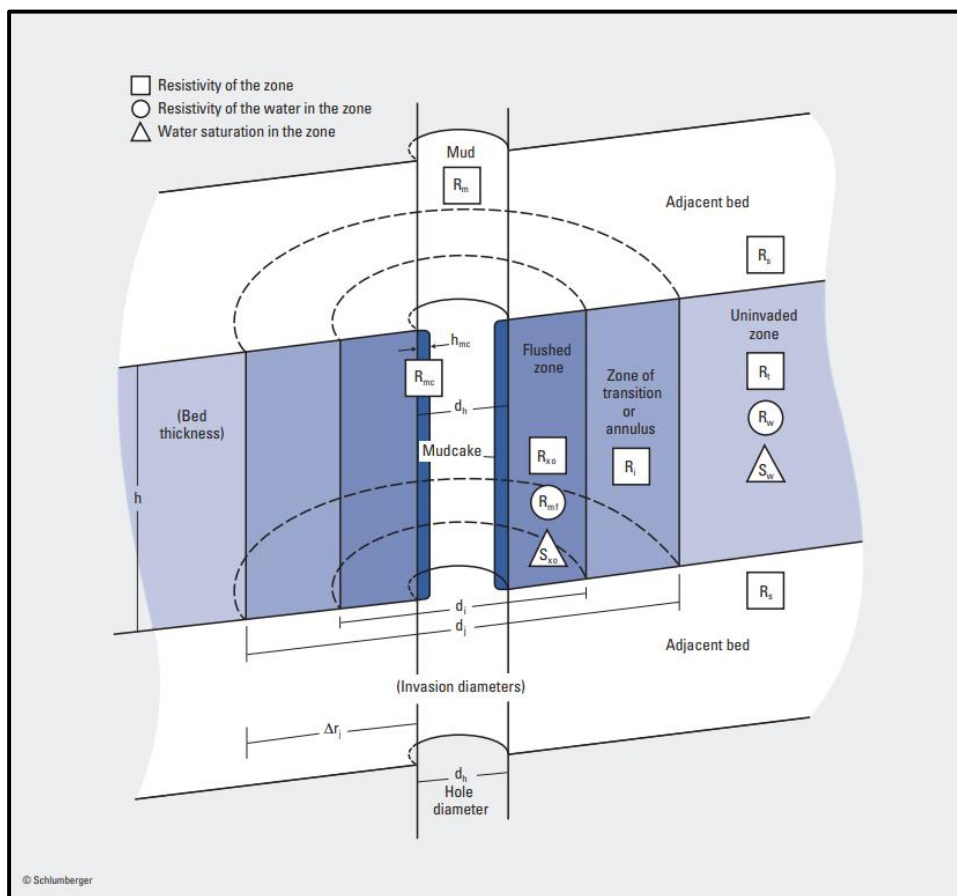 Resistivity of the zone
Resistivity of the water in the zone
Water saturation in the zone
Mud
Rm
Adjacent bed
Rs
Uninvaded
zone
Rt
Rw
Sw
hmc
Rmc
Flushed
zone
Zone of
transition
or
annulus
(Bed
thickness)
dh
Mudcake
Rxo
Ri
Rmf
Sxo
h
Rs
di
dj
Adjacent bed
(Invasion diameters)
Δrj
dh
Hole
diameter
© Schlumberger